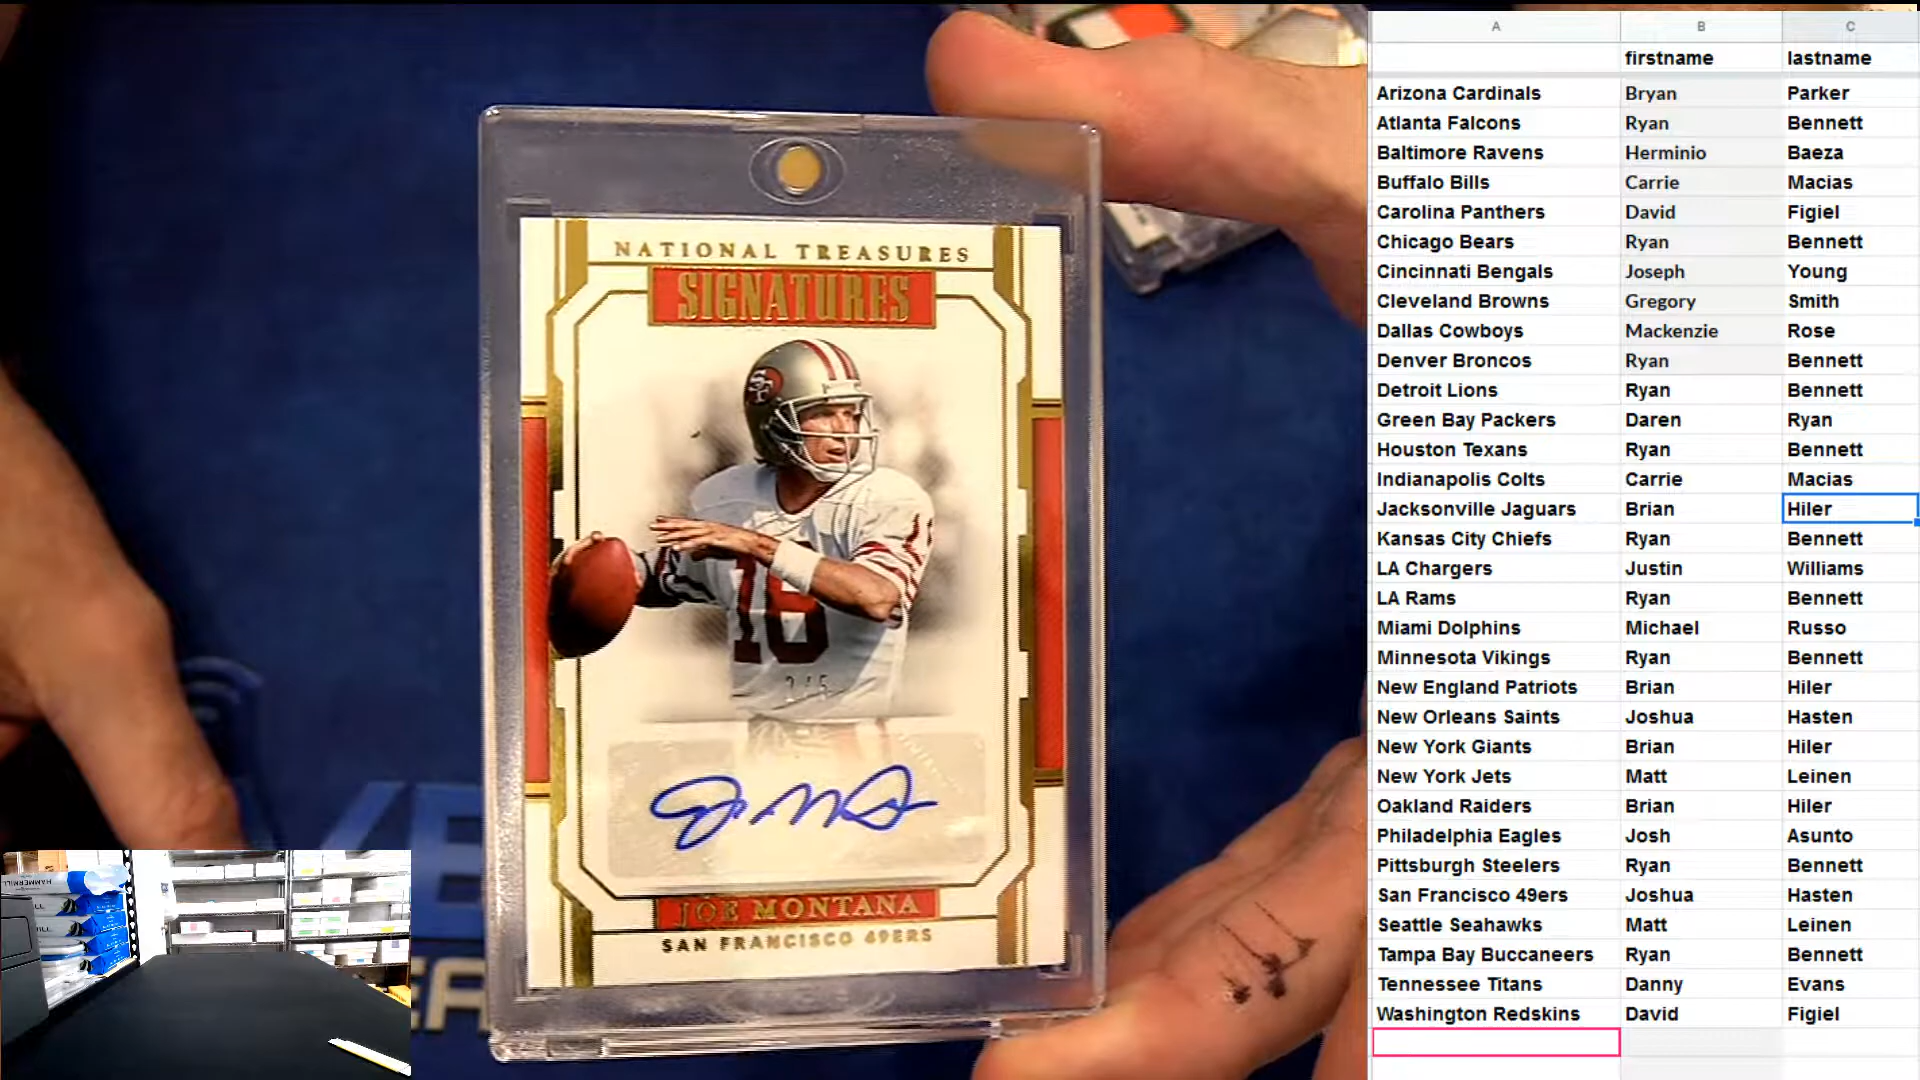 NATIONAL TREASURES
SIGNATURES
SF
16
2/5
JOE MONTANA
SAN FRANCISCO 49ERS
HAMMERMILL
A B C
firstname lastname
Arizona Cardinals Bryan Parker
Atlanta Falcons Ryan Bennett
Baltimore Ravens Herminio Baeza
Buffalo Bills Carrie Macias
Carolina Panthers David Figiel
Chicago Bears Ryan Bennett
Cincinnati Bengals Joseph Young
Cleveland Browns Gregory Smith
Dallas Cowboys Mackenzie Rose
Denver Broncos Ryan Bennett
Detroit Lions Ryan Bennett
Green Bay Packers Daren Ryan
Houston Texans Ryan Bennett
Indianapolis Colts Carrie Macias
Jacksonville Jaguars Brian Hiler
Kansas City Chiefs Ryan Bennett
LA Chargers Justin Williams
LA Rams Ryan Bennett
Miami Dolphins Michael Russo
Minnesota Vikings Ryan Bennett
New England Patriots Brian Hiler
New Orleans Saints Joshua Hasten
New York Giants Brian Hiler
New York Jets Matt Leinen
Oakland Raiders Brian Hiler
Philadelphia Eagles Josh Asunto
Pittsburgh Steelers Ryan Bennett
San Francisco 49ers Joshua Hasten
Seattle Seahawks Matt Leinen
Tampa Bay Buccaneers Ryan Bennett
Tennessee Titans Danny Evans
Washington Redskins David Figiel